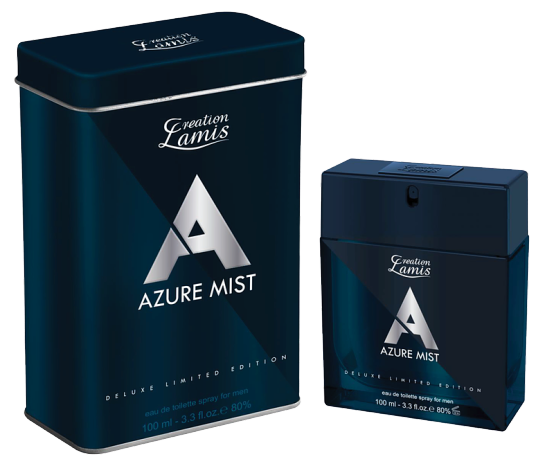 Creation
Lamis
Creation
Lamis
A
AZURE MIST
DELUXE LIMITED EDITION
eau de toilette spray for men
100 ml - 3.3 fl.oz.℮ 80%
Creation
Lamis
A
AZURE MIST
DELUXE LIMITED EDITION
eau de toilette spray for men
100 ml - 3.3 fl.oz.℮ 80%